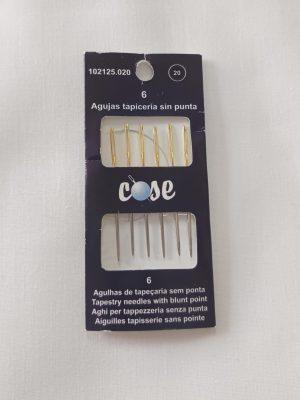 102125.020
20
6
Agujas tapiceria sin punta
cose
6
Agulhas de tapeçaria sem ponta
Tapestry needles with blunt point
Aghi per tappezzeria senza punta
Aiguilles tapisserie sans pointe